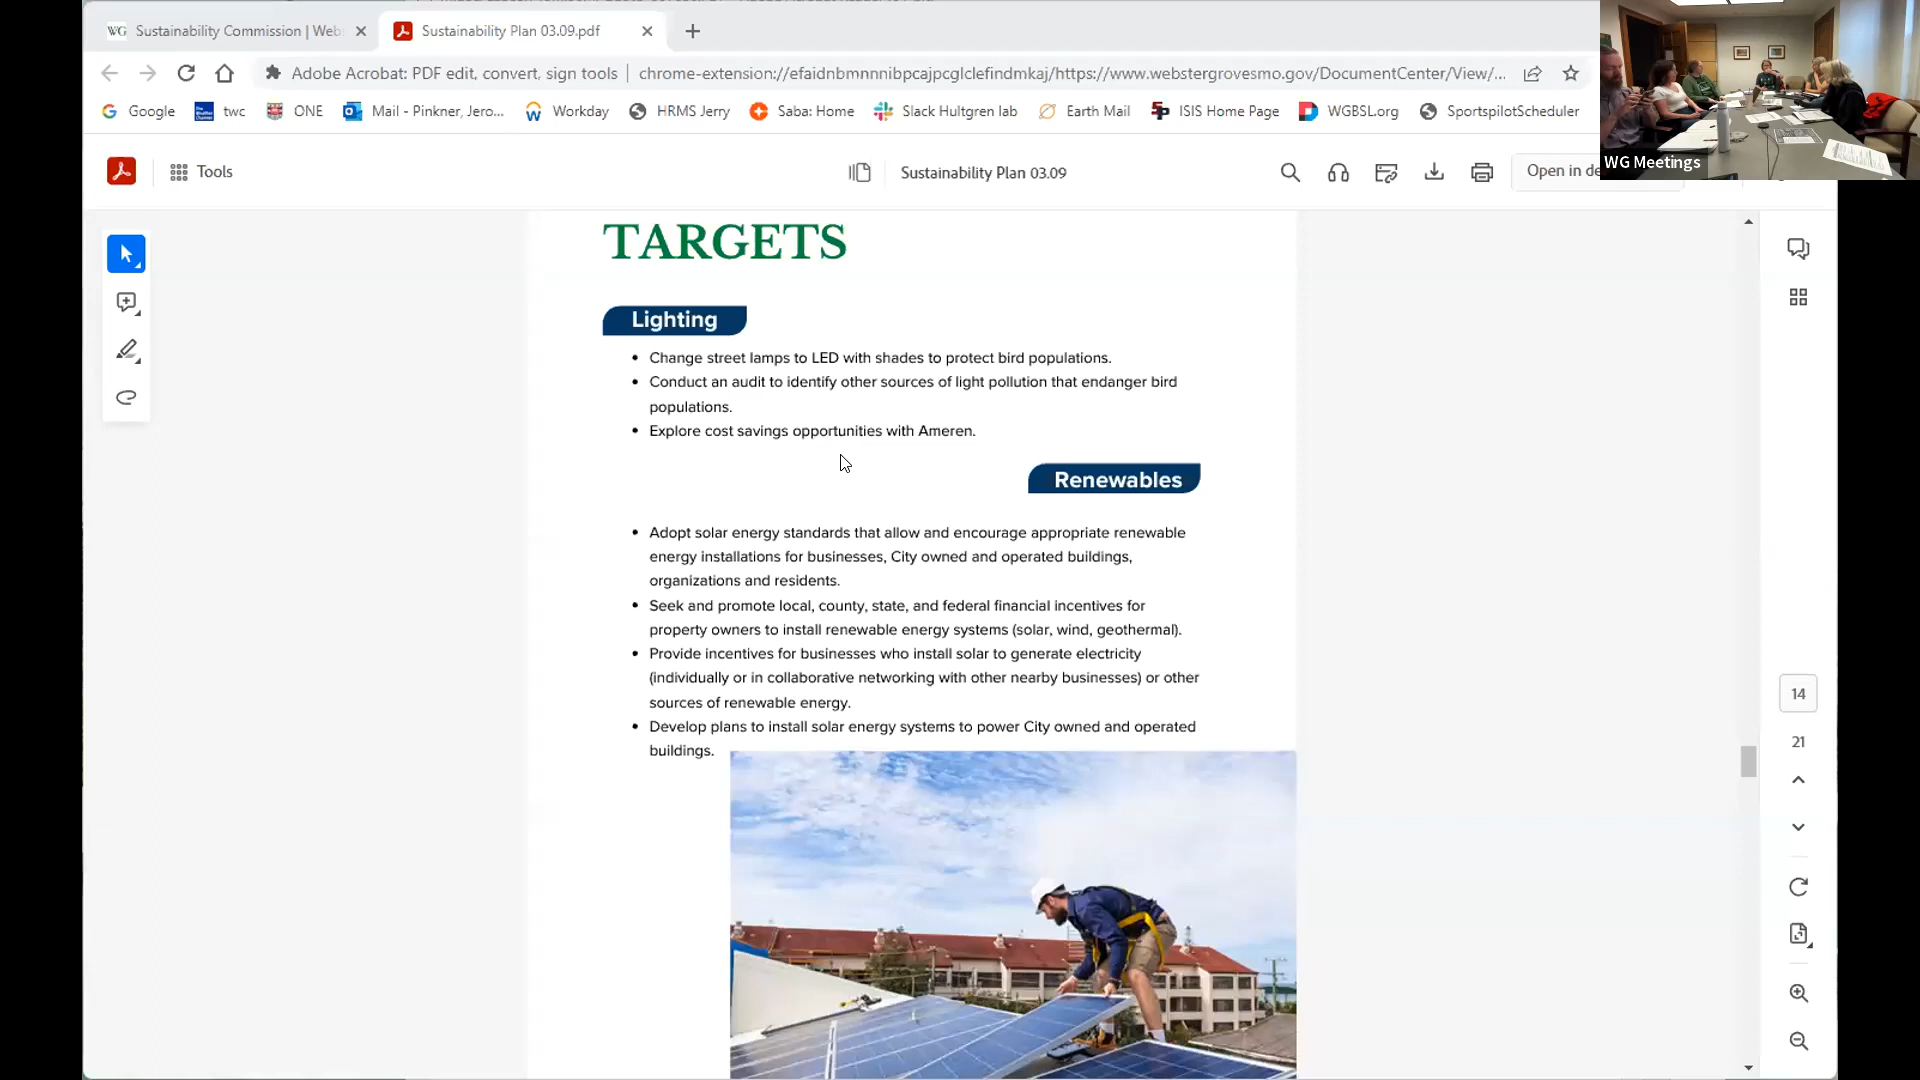 WG Sustainability Commission | Web
Sustainability Plan 03.09.pdf
Adobe Acrobat: PDF edit, convert, sign tools
chrome-extension://efaidnbmnnnibpcajpcglclefindmkaj/https://www.webstergrovesmo.gov/DocumentCenter/View/...
Google
twc
ONE
Mail - Pinkner, Jero...
Workday
HRMS Jerry
Saba: Home
Slack Hultgren lab
Earth Mail
ISIS Home Page
WGBSL.org
SportspilotScheduler
WG Meetings
Tools
Sustainability Plan 03.09
Open in de
TARGETS
Lighting
• Change street lamps to LED with shades to protect bird populations.
• Conduct an audit to identify other sources of light pollution that endanger bird
populations.
• Explore cost savings opportunities with Ameren.
Renewables
• Adopt solar energy standards that allow and encourage appropriate renewable
energy installations for businesses, City owned and operated buildings,
organizations and residents.
• Seek and promote local, county, state, and federal financial incentives for
property owners to install renewable energy systems (solar, wind, geothermal).
• Provide incentives for businesses who install solar to generate electricity
(individually or in collaborative networking with other nearby businesses) or other
sources of renewable energy.
• Develop plans to install solar energy systems to power City owned and operated
buildings.
14
21